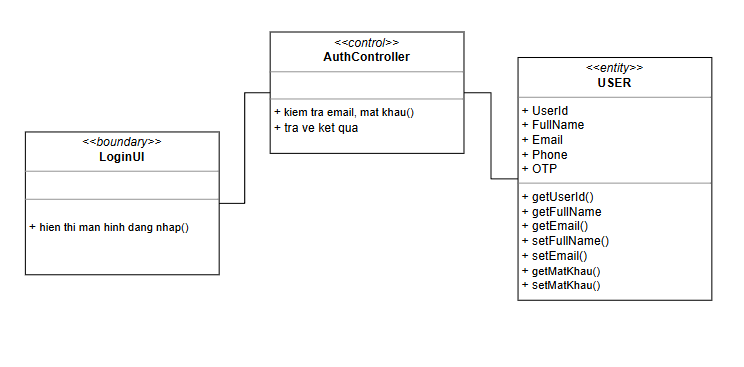 <<control>>
AuthController
+ kiem tra email, mat khau()
+ tra ve ket qua
<<entity>>
USER
+ UserId
+ FullName
+ Email
+ Phone
+ OTP
+ getUserId()
+ getFullName
+ getEmail()
+ setFullName()
+ setEmail()
+ getMatKhau()
+ setMatKhau()
<<boundary>>
LoginUI
+ hien thi man hinh dang nhap()